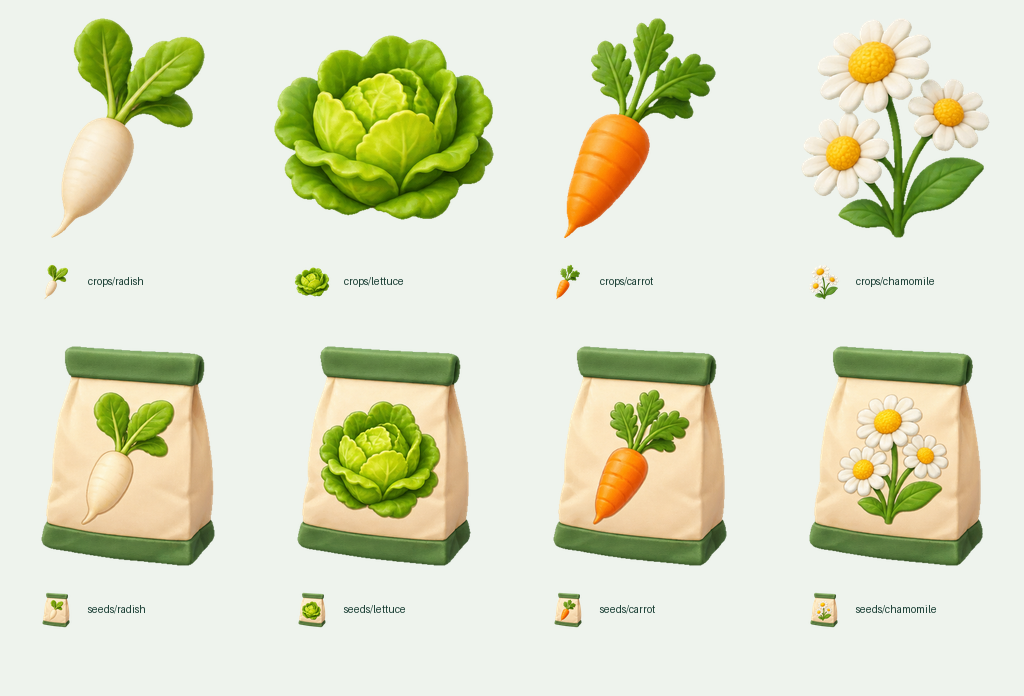 crops/radish
crops/lettuce
crops/carrot
crops/chamomile
seeds/radish
seeds/lettuce
seeds/carrot
seeds/chamomile